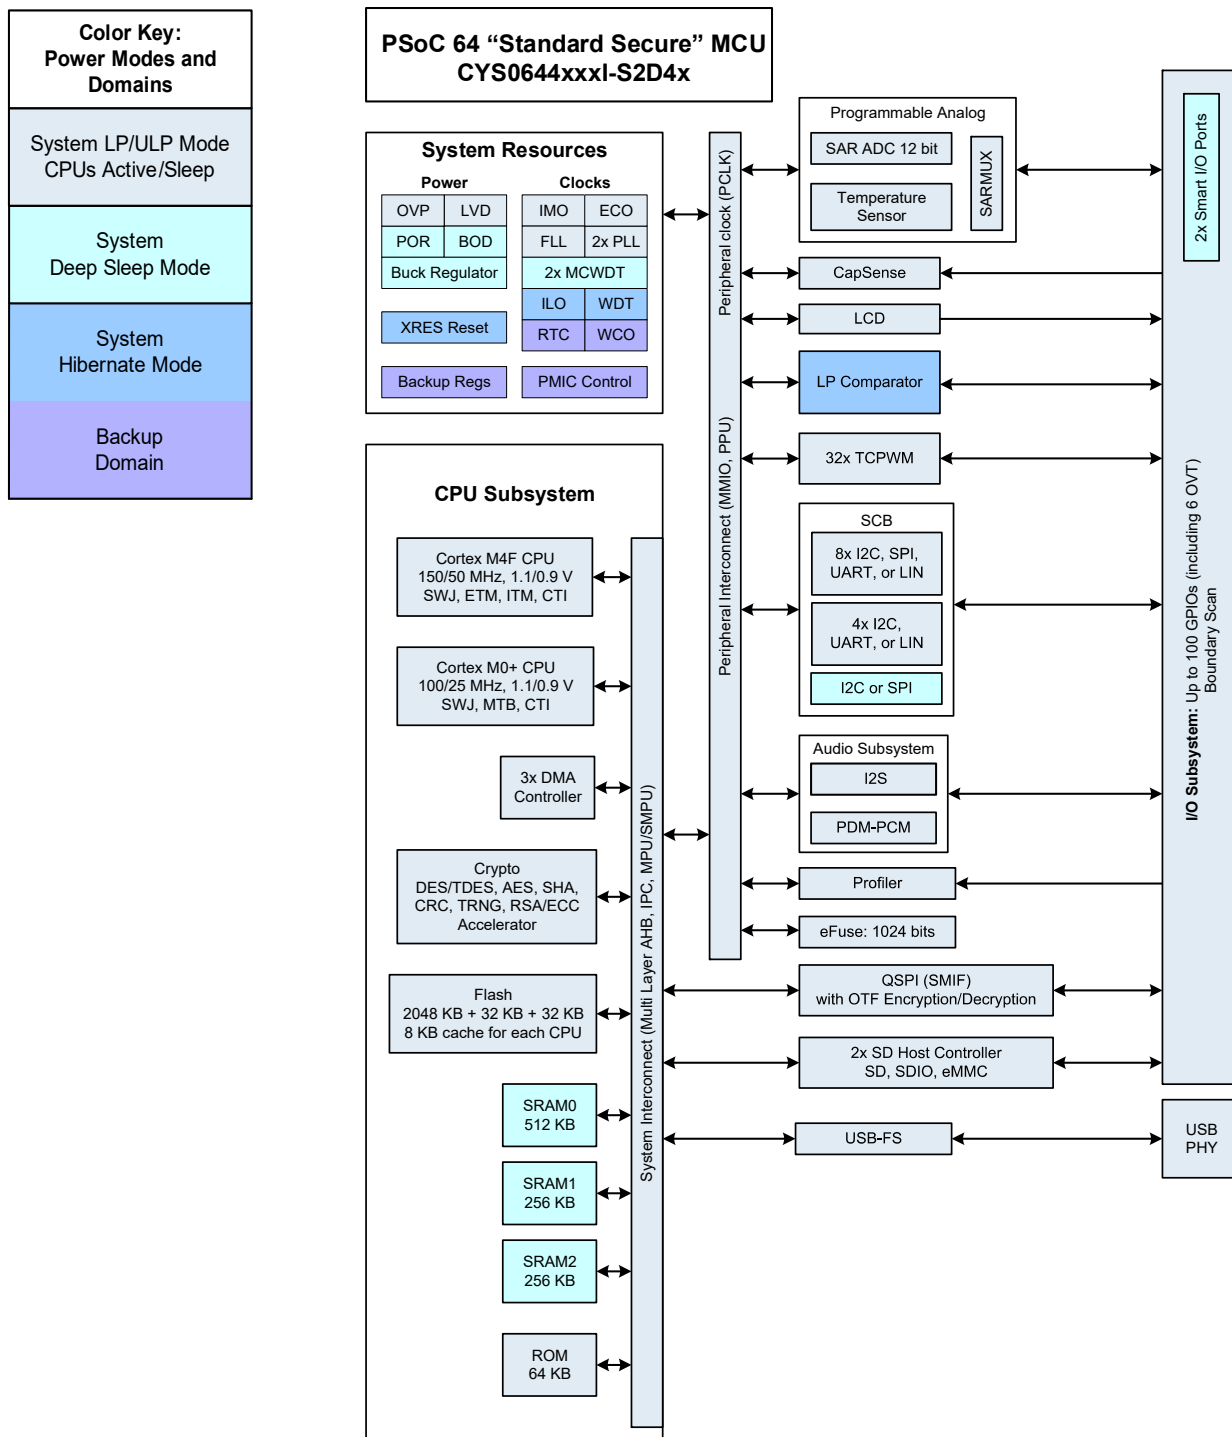 Color Key:
Power Modes and
Domains
System LP/ULP Mode
CPUs Active/Sleep
System
Deep Sleep Mode
System
Hibernate Mode
Backup
Domain
PSoC 64 “Standard Secure” MCU
CYS0644xxxI-S2D4x
System Resources
Power
OVP
LVD
POR
BOD
Buck Regulator
XRES Reset
Backup Regs
Clocks
IMO
ECO
FLL
2x PLL
2x MCWDT
ILO
WDT
RTC
WCO
PMIC Control
CPU Subsystem
Cortex M4F CPU
150/50 MHz, 1.1/0.9 V
SWJ, ETM, ITM, CTI
Cortex M0+ CPU
100/25 MHz, 1.1/0.9 V
SWJ, MTB, CTI
3x DMA
Controller
Crypto
DES/TDES, AES, SHA,
CRC, TRNG, RSA/ECC
Accelerator
Flash
2048 KB + 32 KB + 32 KB
8 KB cache for each CPU
SRAM0
512 KB
SRAM1
256 KB
SRAM2
256 KB
ROM
64 KB
System Interconnect (Multi Layer AHB, IPC, MPU/SMPU)
Peripheral clock (PCLK)
Peripheral Interconnect (MMIO, PPU)
Programmable Analog
SAR ADC 12 bit
Temperature
Sensor
SARMUX
CapSense
LCD
LP Comparator
32x TCPWM
SCB
8x I2C, SPI,
UART, or LIN
4x I2C,
UART, or LIN
I2C or SPI
Audio Subsystem
I2S
PDM-PCM
Profiler
eFuse: 1024 bits
QSPI (SMIF)
with OTF Encryption/Decryption
2x SD Host Controller
SD, SDIO, eMMC
USB-FS
2x Smart I/O Ports
I/O Subsystem: Up to 100 GPIOs (including 6 OVT)
Boundary Scan
USB
PHY